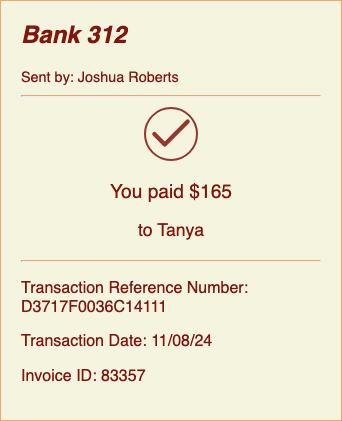 Bank 312
Sent by: Joshua Roberts
You paid $165
to Tanya
Transaction Reference Number:
D3717F0036C14111
Transaction Date: 11/08/24
Invoice ID: 83357